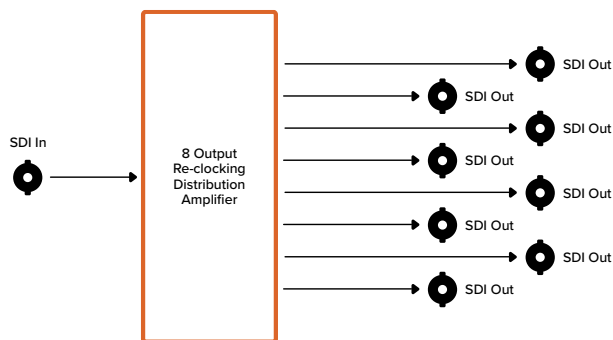 SDI In
8 Output
Re-clocking
Distribution
Amplifier
SDI Out
SDI Out
SDI Out
SDI Out
SDI Out
SDI Out
SDI Out
SDI Out